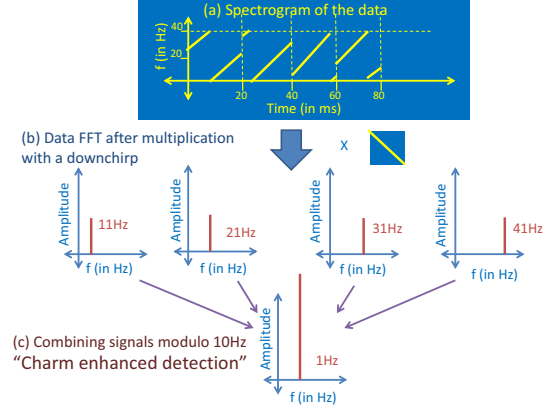 (a) Spectrogram of the data
f (in Hz)
40
20
20
40
60
80
Time (in ms)
(b) Data FFT after multiplication
with a downchirp
X
Amplitude
11Hz
f (in Hz)
Amplitude
21Hz
f (in Hz)
Amplitude
31Hz
f (in Hz)
Amplitude
41Hz
f (in Hz)
(c) Combining signals modulo 10Hz
“Charm enhanced detection”
Amplitude
1Hz
f (in Hz)